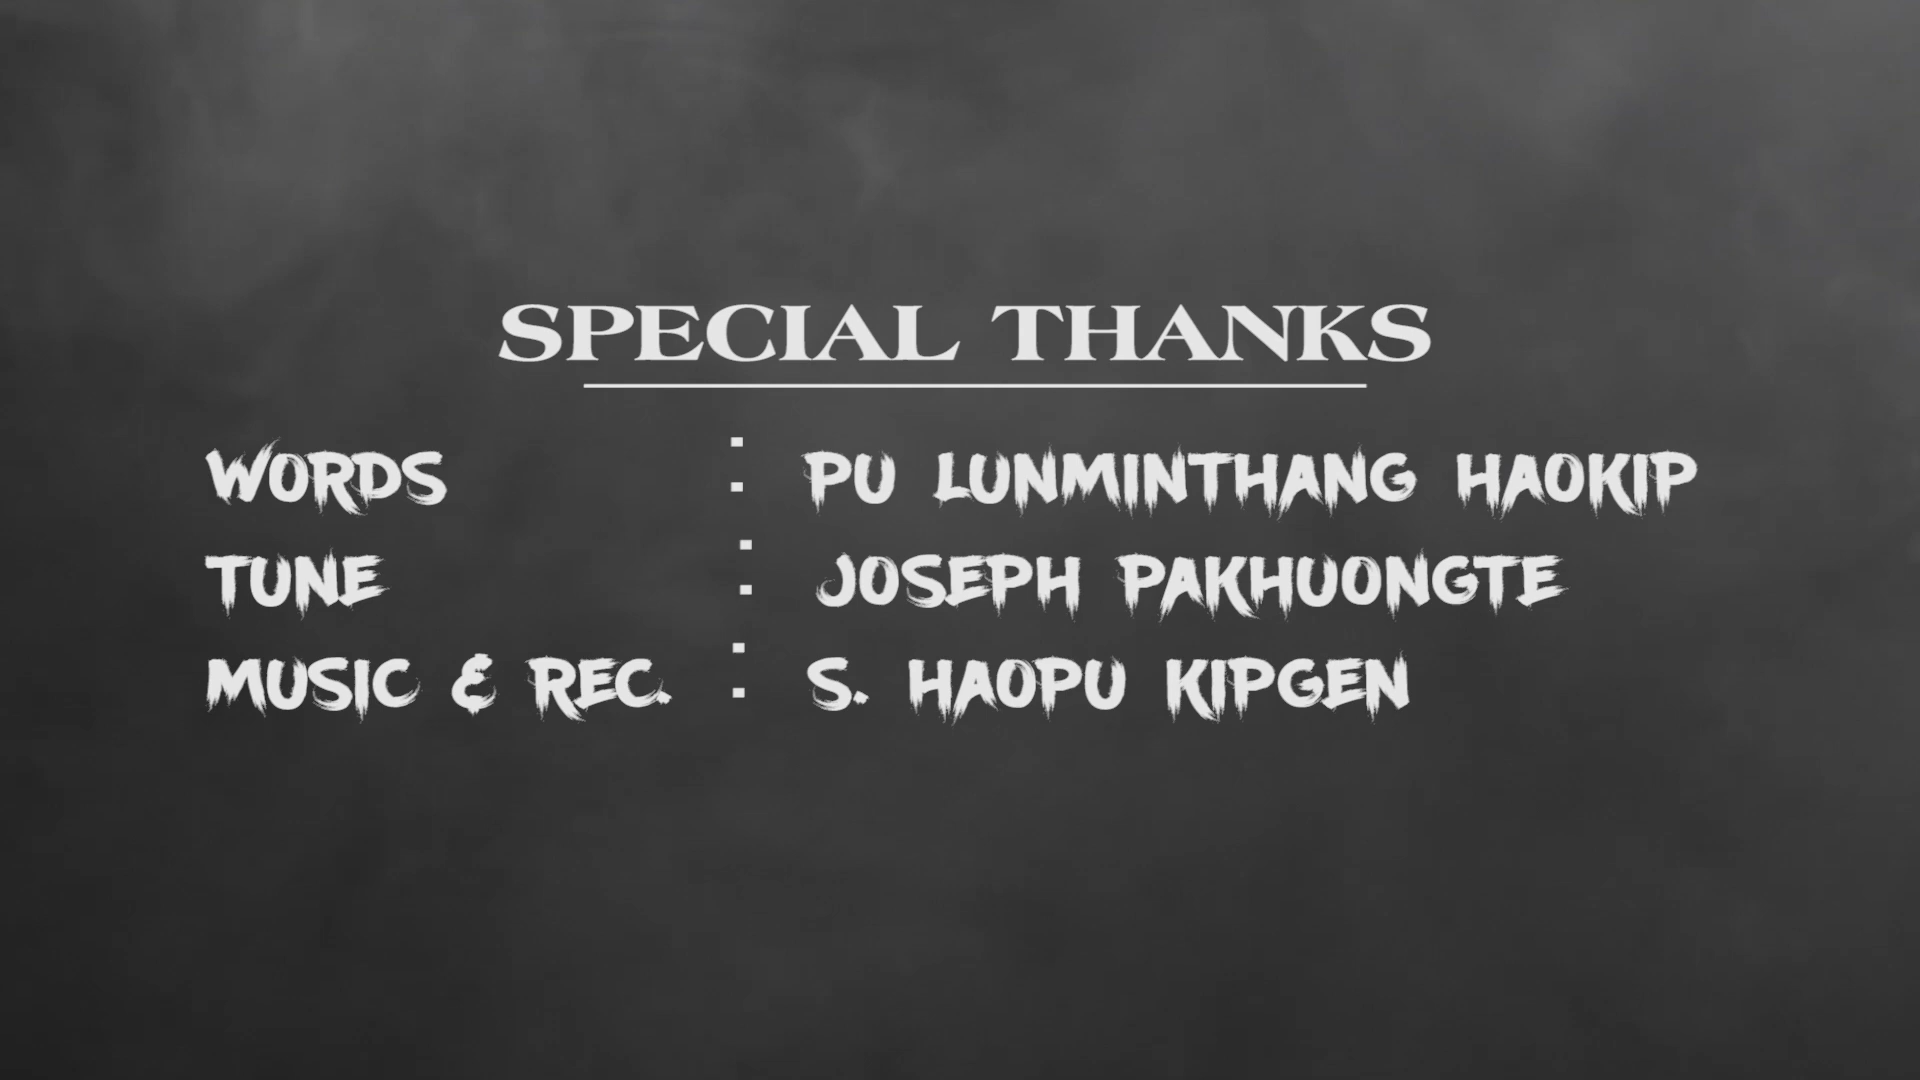 SPECIAL THANKS
WORDS : PU LUNMINTHANG HAOKIP
TUNE : JOSEPH PAKHUONGTE
MUSIC & REC. : S. HAOPU KIPGEN